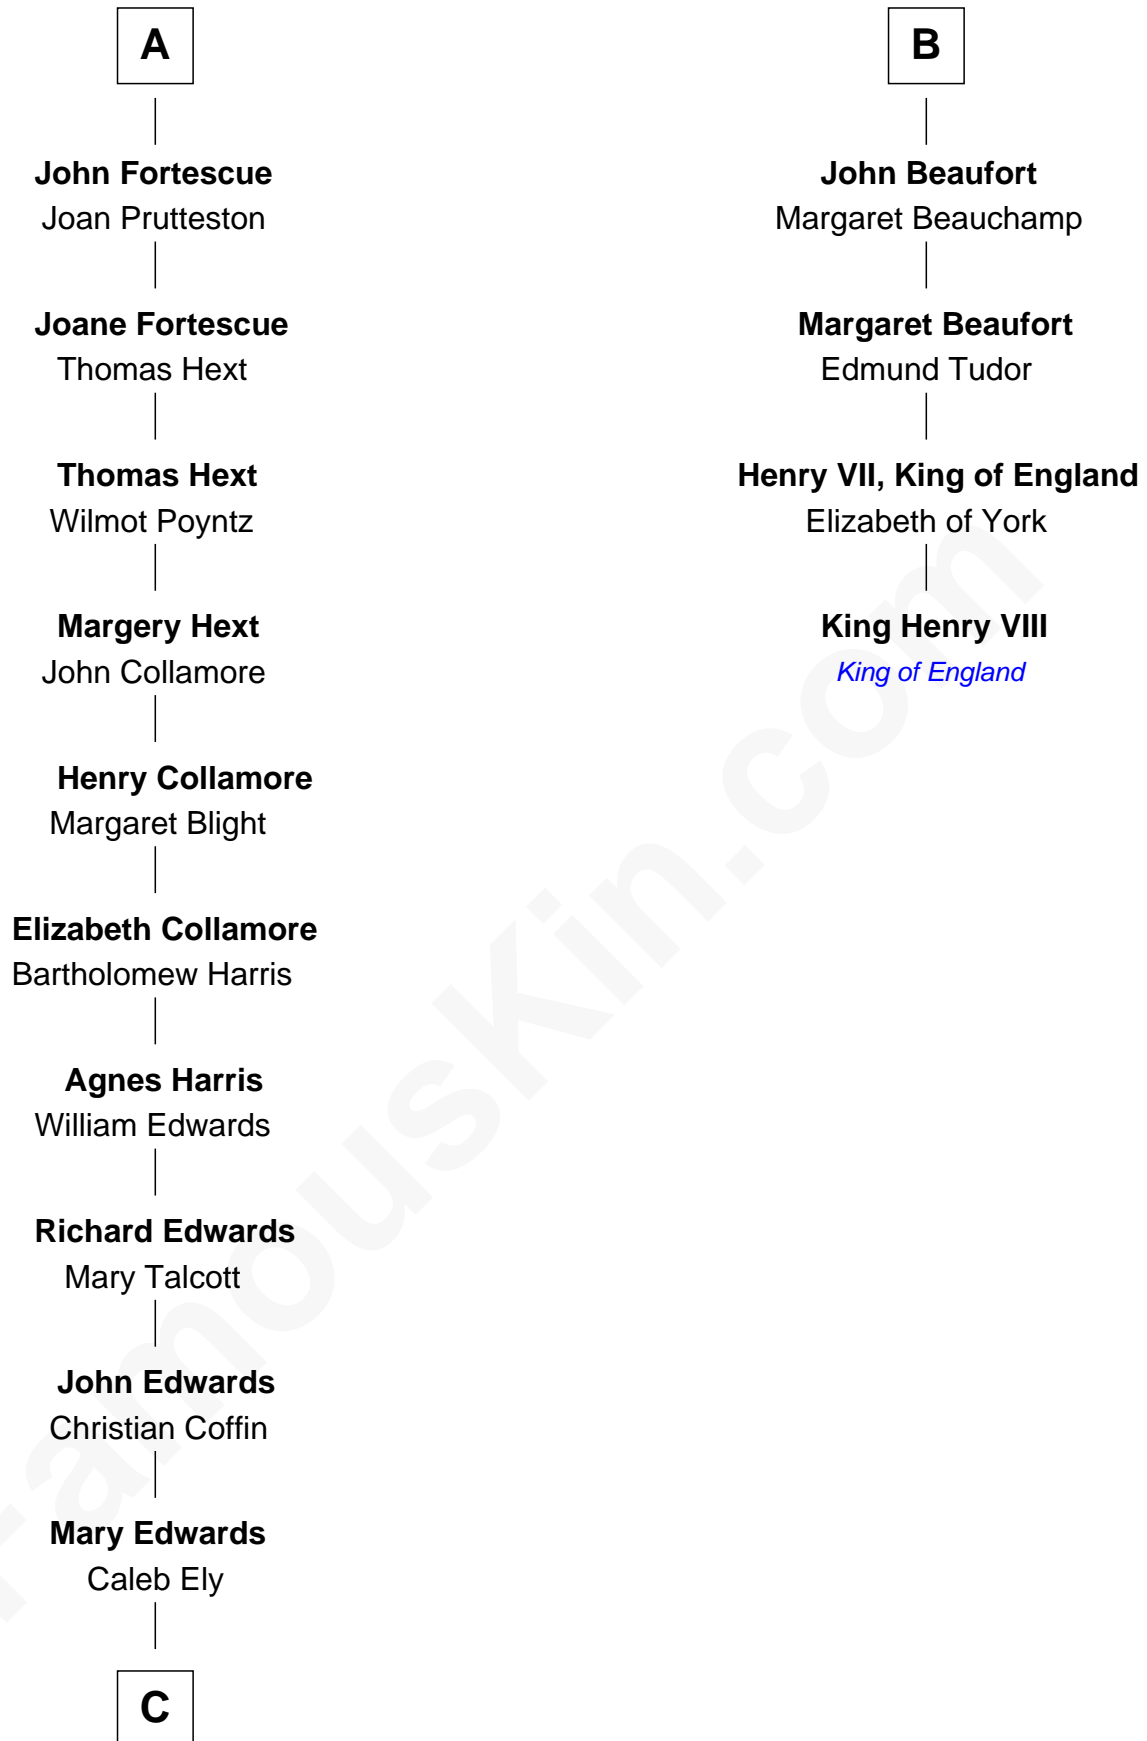 A
John Fortescue
Joan Prutteston
Joane Fortescue
Thomas Hext
Thomas Hext
Wilmot Poyntz
Margery Hext
John Collamore
Henry Collamore
Margaret Blight
Elizabeth Collamore
Bartholomew Harris
Agnes Harris
William Edwards
Richard Edwards
Mary Talcott
John Edwards
Christian Coffin
Mary Edwards
Caleb Ely
C
B
John Beaufort
Margaret Beauchamp
Margaret Beaufort
Edmund Tudor
Henry VII, King of England
Elizabeth of York
King Henry VIII
King of England
FamousKin.com